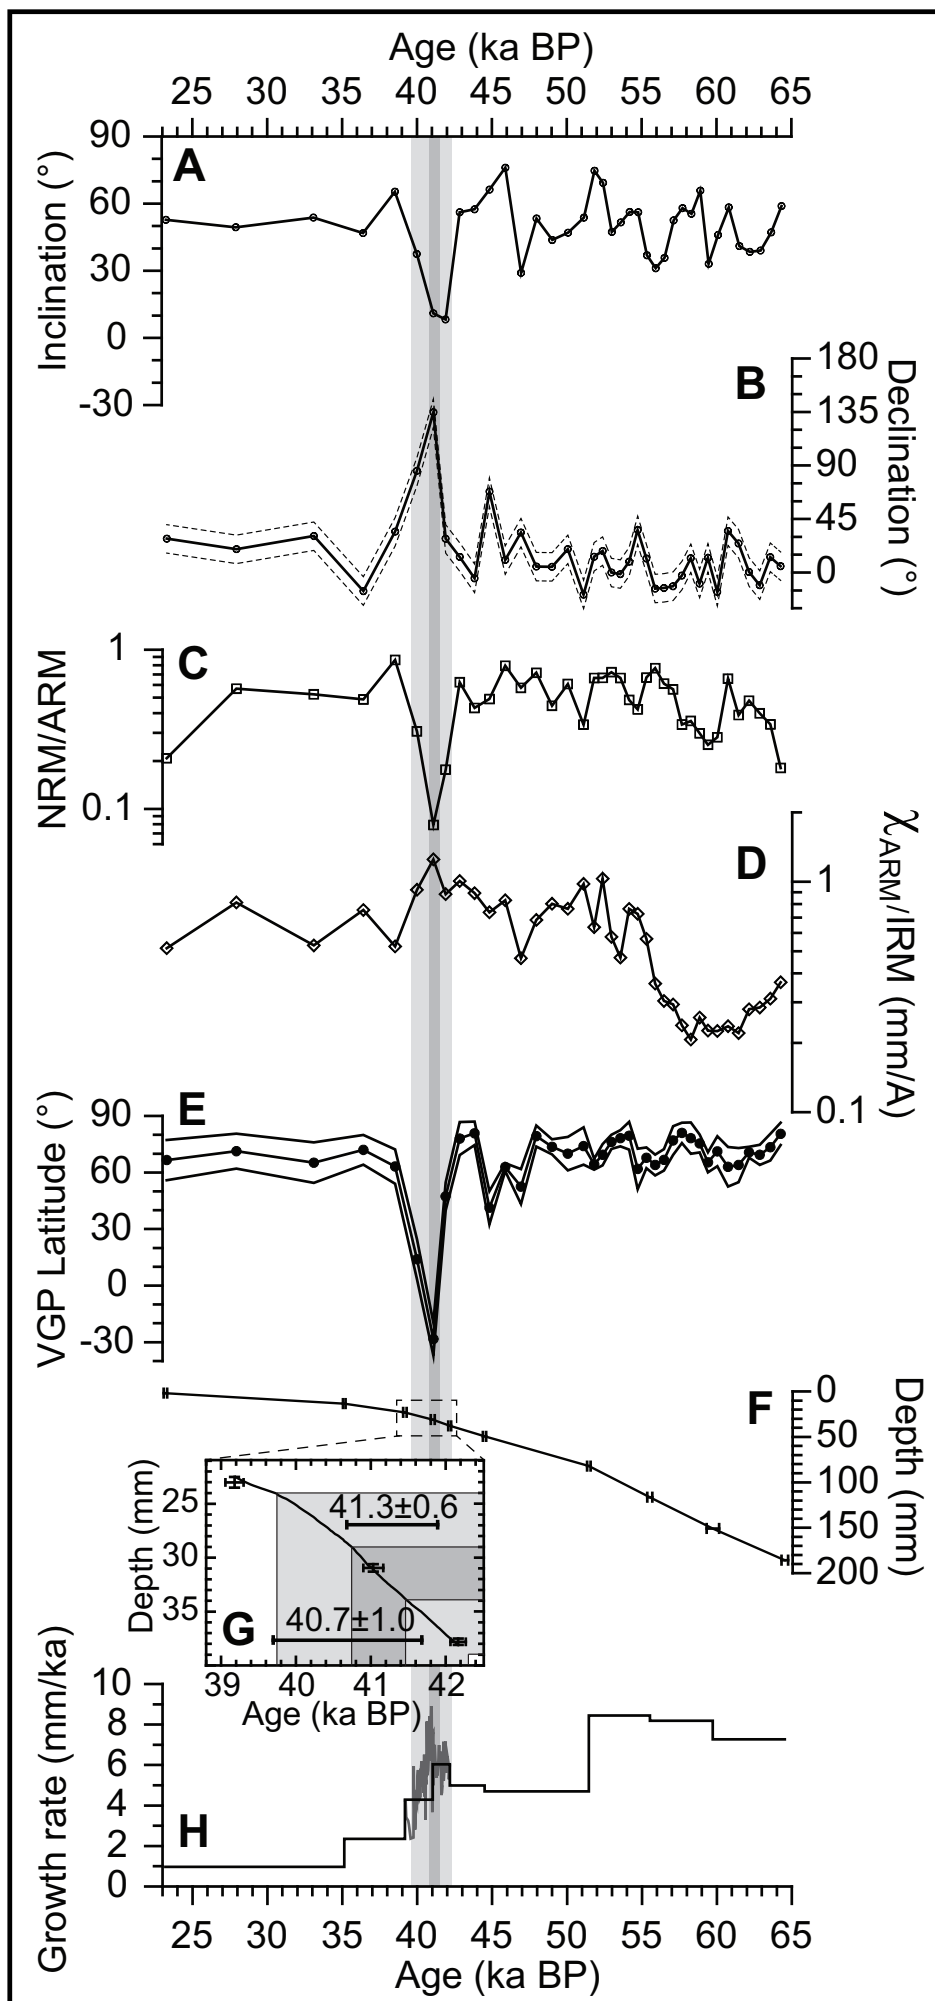 Age (ka BP)
25 30 35 40 45 50 55 60 65
A
Inclination (°)
90
60
30
0
-30
B
Declination (°)
180
135
90
45
0
C
NRM/ARM
1
0.1
D
χARM/IRM (mm/A)
1
0.1
E
VGP Latitude (°)
90
60
30
0
-30
F
Depth (mm)
0
50
100
150
200
G
Depth (mm)
25
30
35
41.3±0.6
40.7±1.0
39 40 41 42
Age (ka BP)
H
Growth rate (mm/ka)
10
8
6
4
2
0
25 30 35 40 45 50 55 60 65
Age (ka BP)